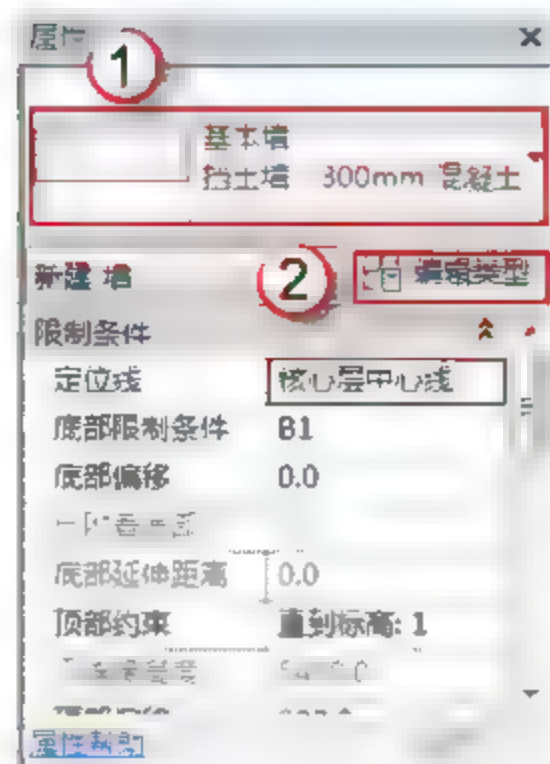 属性
1
基本墙
挡土墙 300mm 混凝土
新建 墙
2
编辑类型
限制条件
定位线 核心层中心线
底部限制条件 B1
底部偏移 0.0
底部延伸距离 0.0
顶部约束 直到标高: 1
属性帮助